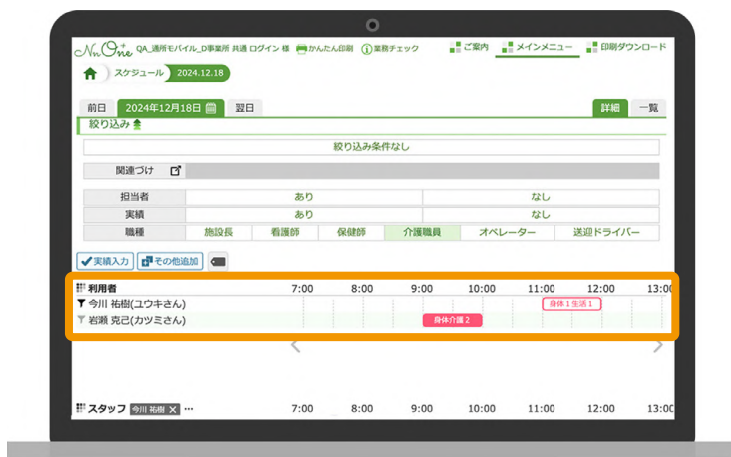 NnOne QA_通所モバイル_D事業所 共通 ログイン 様 かんたん印刷 業務チェック ご案内 メインメニュー 印刷ダウンロード
スケジュール 2024.12.18
前日 2024年12月18日 翌日 詳細 一覧
絞り込み
絞り込み条件なし
関連づけ
担当者 あり なし
実績 あり なし
職種 施設長 看護師 保健師 介護職員 オペレーター 送迎ドライバー
実績入力 その他追加
利用者 7:00 8:00 9:00 10:00 11:00 12:00 13:00
今川 祐樹(ユウキさん) 身体1生活1
岩瀬 克己(カツミさん) 身体介護2
スタッフ 今川 祐樹 × … 7:00 8:00 9:00 10:00 11:00 12:00 13:00